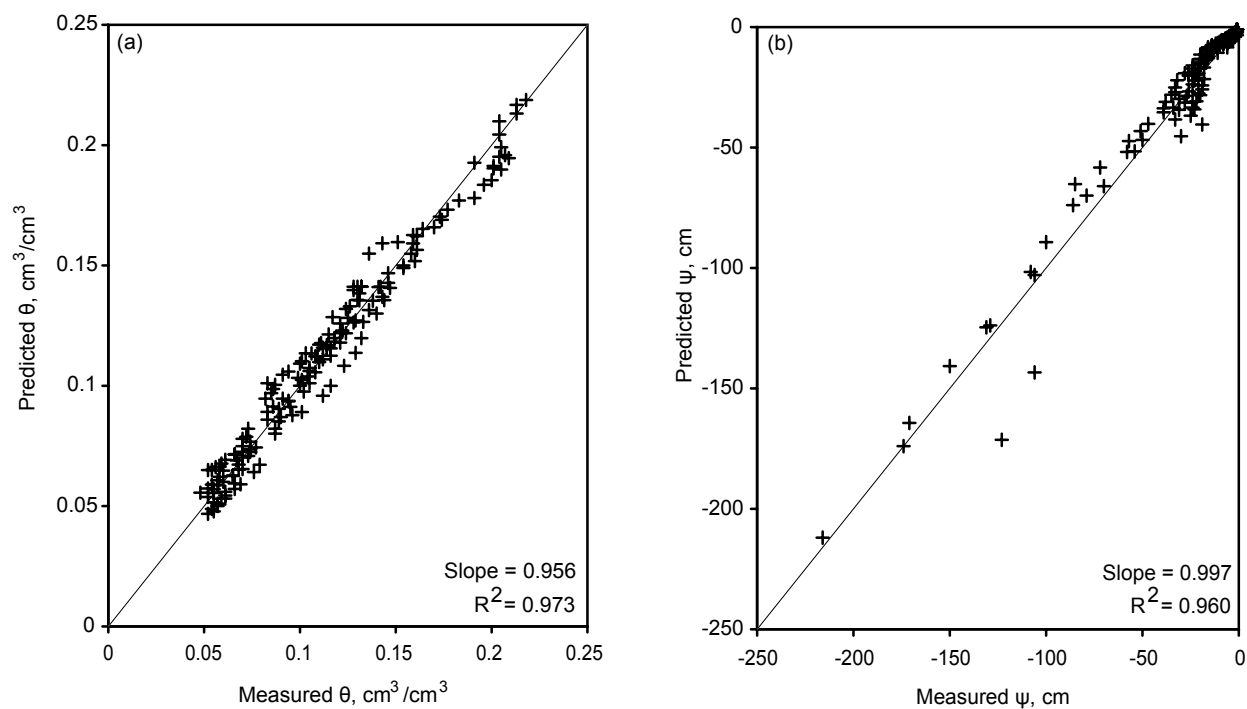 (a)
0.25
0.2
0.15
0.1
0.05
0
0
0.05
0.1
0.15
0.2
0.25
Predicted θ, cm³/cm³
Measured θ, cm³/cm³
Slope = 0.956
R² = 0.973
(b)
0
-50
-100
-150
-200
-250
-250
-200
-150
-100
-50
0
Predicted ψ, cm
Measured ψ, cm
Slope = 0.997
R² = 0.960